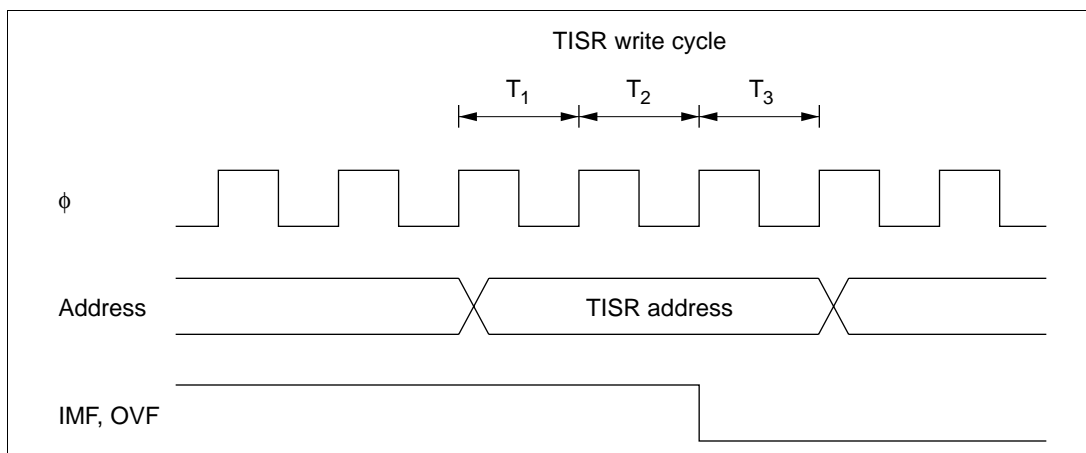 TISR write cycle
T1 T2 T3
ϕ
Address TISR address
IMF, OVF